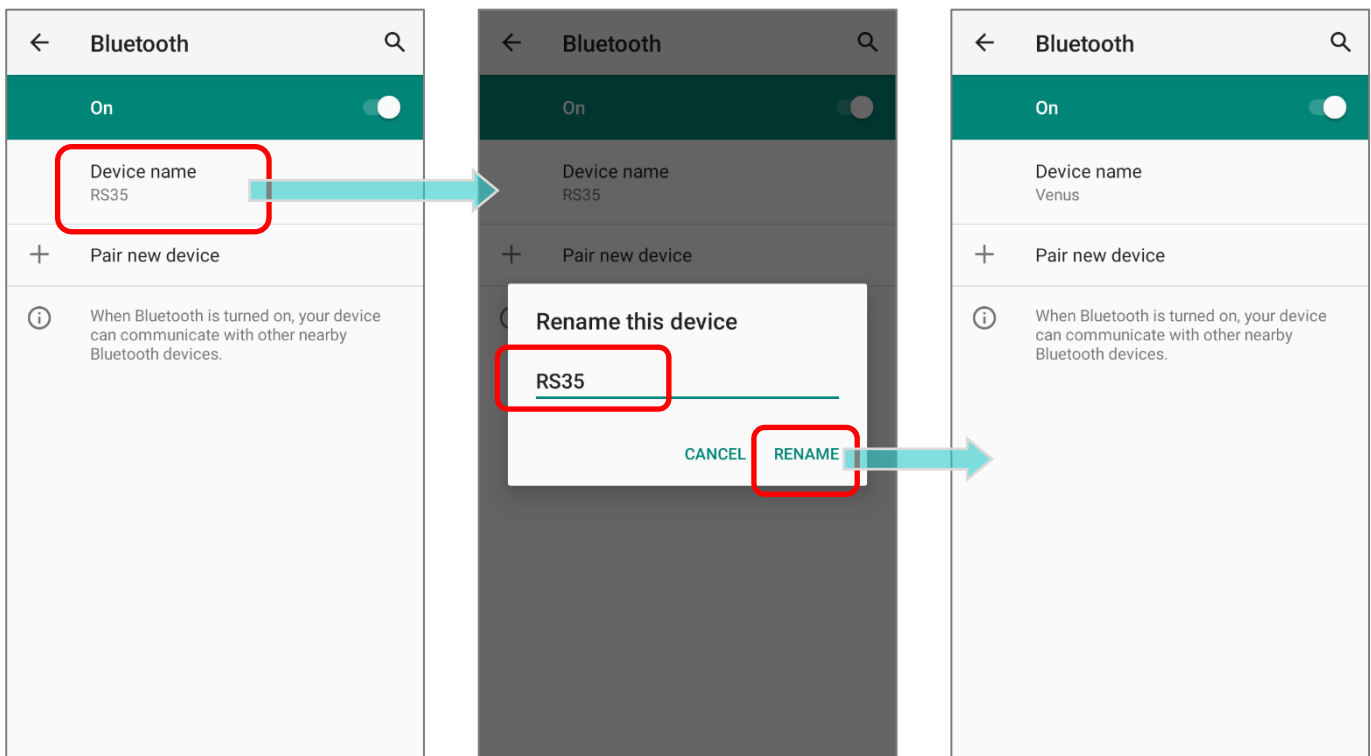 Bluetooth
On
Device name
RS35
Pair new device
When Bluetooth is turned on, your device
can communicate with other nearby
Bluetooth devices.
Bluetooth
On
Device name
RS35
Pair new device
Rename this device
RS35
CANCEL RENAME
Bluetooth
On
Device name
Venus
Pair new device
When Bluetooth is turned on, your device
can communicate with other nearby
Bluetooth devices.